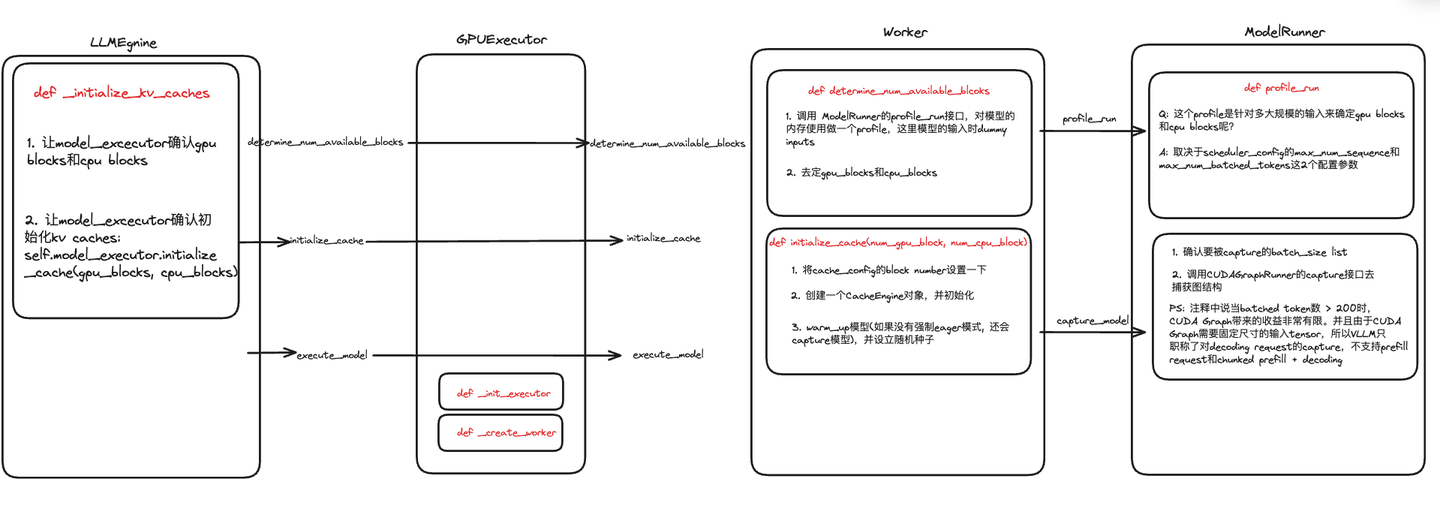 LLMEgnine
def _initialize_kv_caches
1. 让model_excecutor确认gpu
blocks和cpu blocks
2. 让model_excecutor确认初
始化kv caches:
self.model_executor.initialize
_cache(gpu_blocks, cpu_blocks)
determine_num_available_blocks
initialize_cache
execute_model
GPUExecutor
def _init_executor
def _create_worker
determine_num_available_blocks
initialize_cache
execute_model
Worker
def determine_num_available_blcoks
1. 调用 ModelRunner的profile_run接口，对模型的
内存使用做一个profile，这里模型的输入时dummy
inputs
2. 去定gpu_blocks和cpu_blocks
def initialize_cache(num_gpu_block, num_cpu_block)
1. 将cache_config的block number设置一下
2. 创建一个CacheEngine对象，并初始化
3. warm_up模型(如果没有强制eager模式, 还会
capture模型)，并设立随机种子
profile_run
capture_model
ModelRunner
def profile_run
Q: 这个profile是针对多大规模的输入来确定gpu blocks
和cpu blocks呢?
A: 取决于scheduler_config的max_num_sequence和
max_num_batched_tokens这2个配置参数
1. 确认要被capture的batch_size list
2. 调用CUDAGraphRunner的capture接口去
捕获图结构
PS: 注释中说当batched token数 > 200时，
CUDA Graph带来的收益非常有限。并且由于CUDA
Graph需要固定尺寸的输入tensor，所以VLLM只
职称了对decoding request的capture，不支持prefill
request和chunked prefill + decoding